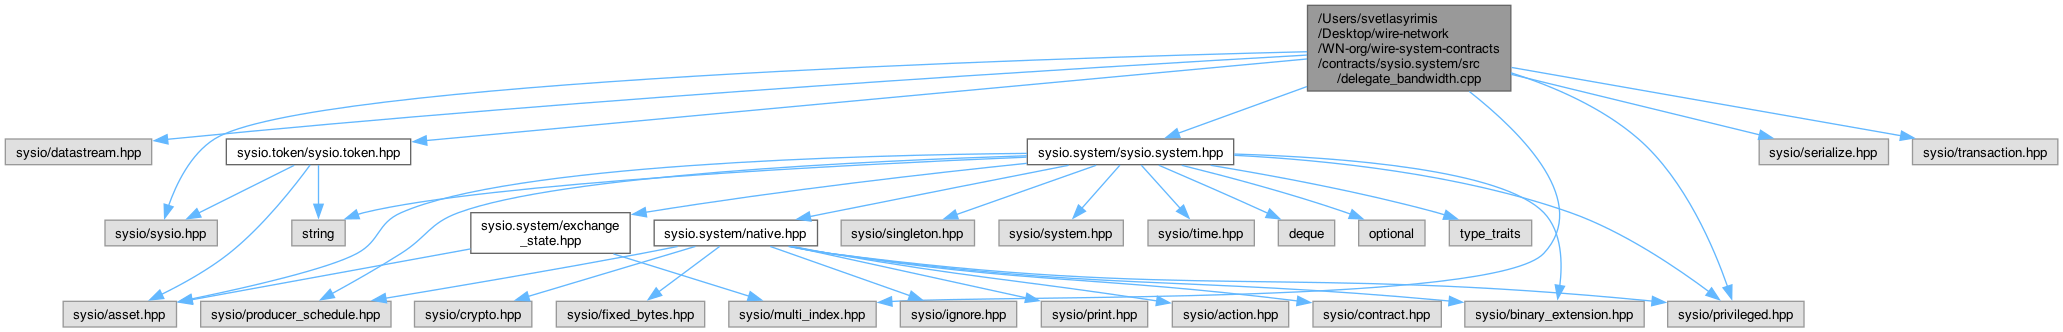 /Users/svetlasyrimis
/Desktop/wire-network
/WN-org/wire-system-contracts
/contracts/sysio.system/src
/delegate_bandwidth.cpp
sysio/datastream.hpp
sysio.token/sysio.token.hpp
sysio.system/sysio.system.hpp
sysio/serialize.hpp
sysio/transaction.hpp
sysio/sysio.hpp
string
sysio.system/exchange
_state.hpp
sysio.system/native.hpp
sysio/singleton.hpp
sysio/system.hpp
sysio/time.hpp
deque
optional
type_traits
sysio/asset.hpp
sysio/producer_schedule.hpp
sysio/crypto.hpp
sysio/fixed_bytes.hpp
sysio/multi_index.hpp
sysio/ignore.hpp
sysio/print.hpp
sysio/action.hpp
sysio/contract.hpp
sysio/binary_extension.hpp
sysio/privileged.hpp